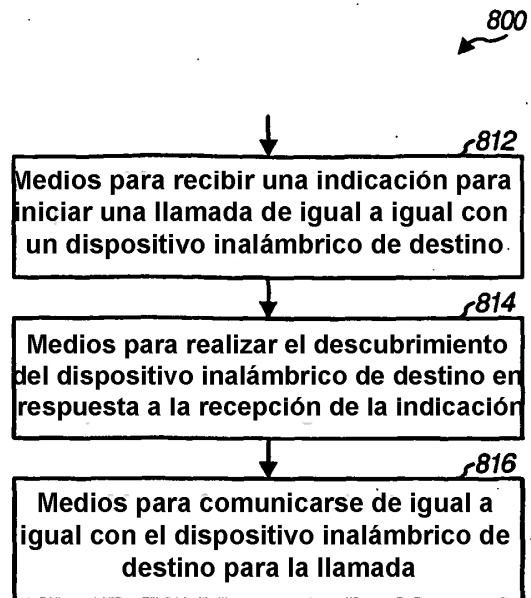 800
812
Medios para recibir una indicación para
iniciar una llamada de igual a igual con
un dispositivo inalámbrico de destino
814
Medios para realizar el descubrimiento
del dispositivo inalámbrico de destino en
respuesta a la recepción de la indicación
816
Medios para comunicarse de igual a
igual con el dispositivo inalámbrico de
destino para la llamada